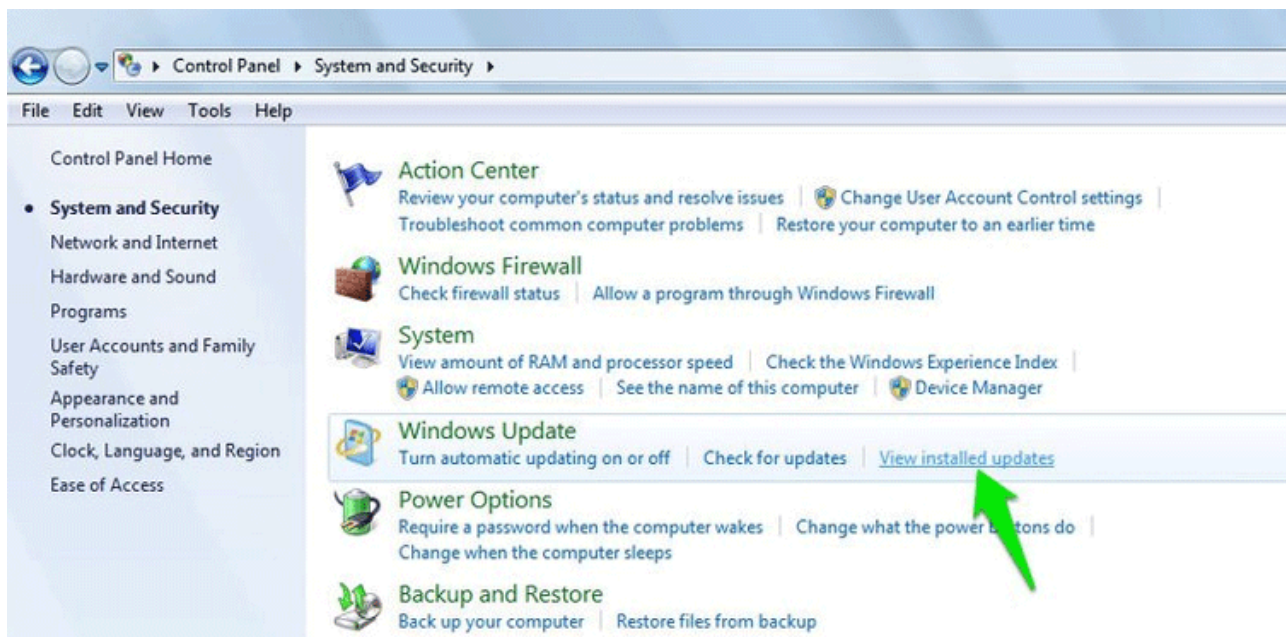 Control Panel System and Security
File Edit View Tools Help
Control Panel Home
System and Security
Network and Internet
Hardware and Sound
Programs
User Accounts and Family
Safety
Appearance and
Personalization
Clock, Language, and Region
Ease of Access
Action Center
Review your computer's status and resolve issues Change User Account Control settings
Troubleshoot common computer problems Restore your computer to an earlier time
Windows Firewall
Check firewall status Allow a program through Windows Firewall
System
View amount of RAM and processor speed Check the Windows Experience Index
Allow remote access See the name of this computer Device Manager
Windows Update
Turn automatic updating on or off Check for updates View installed updates
Power Options
Require a password when the computer wakes Change what the power buttons do
Change when the computer sleeps
Backup and Restore
Back up your computer Restore files from backup